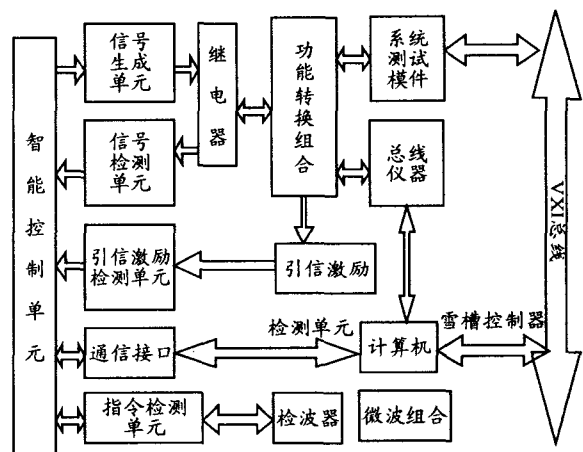 信号
生成
单元
继电器
功能转换组合
系统
测试
模件
智能控制单元
信号
检测
单元
总线
仪器
VXI总线
引信激励
检测单元
引信激励
通信接口
检测单元
计算机
雪槽控制器
指令检测
单元
检波器
微波组合